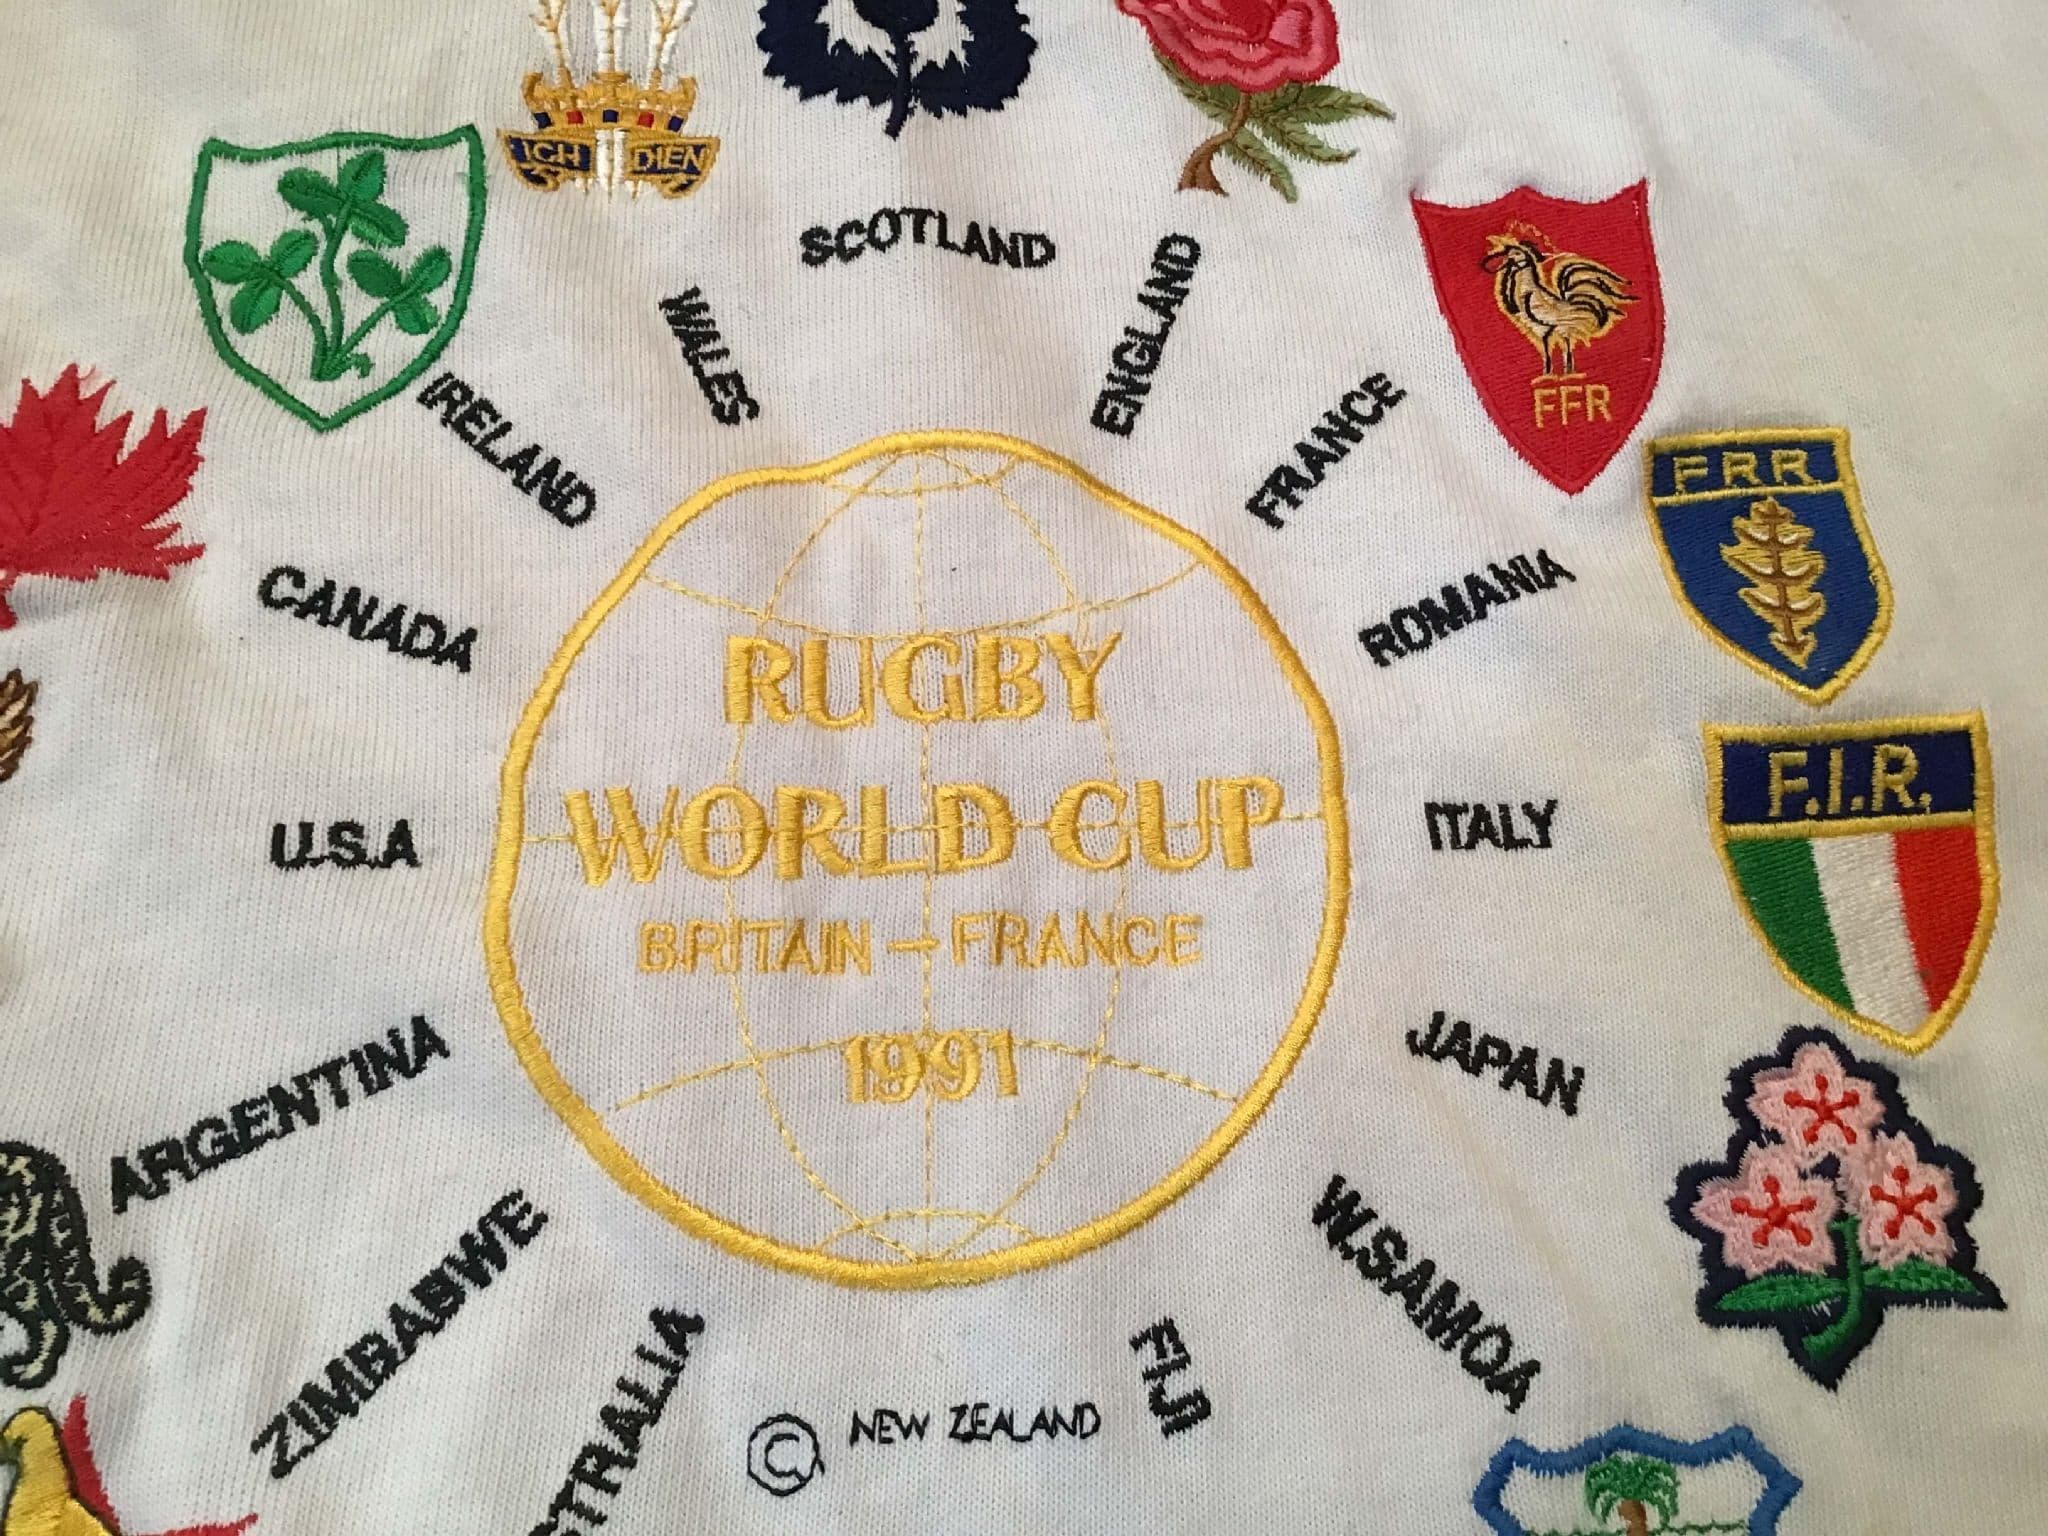 ICH DIEN
SCOTLAND
WALES
ENGLAND
IRELAND
FRANCE
FFR
F.R.R.
CANADA
ROMANIA
RUGBY
WORLD CUP
BRITAIN - FRANCE
1991
U.S.A
ITALY
F.I.R.
ARGENTINA
JAPAN
ZIMBABWE
W.SAMOA
STRALIA
FIJI
© NEW ZEALAND